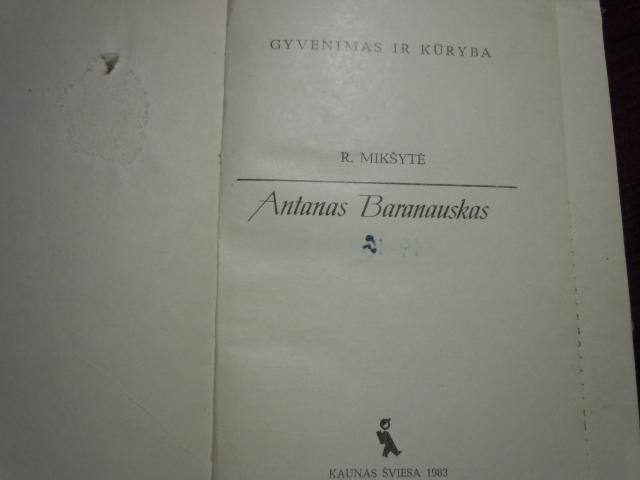 GYVENIMAS IR KŪRYBA
R. MIKŠYTĖ
Antanas Baranauskas
KAUNAS ŠVIESA 1983